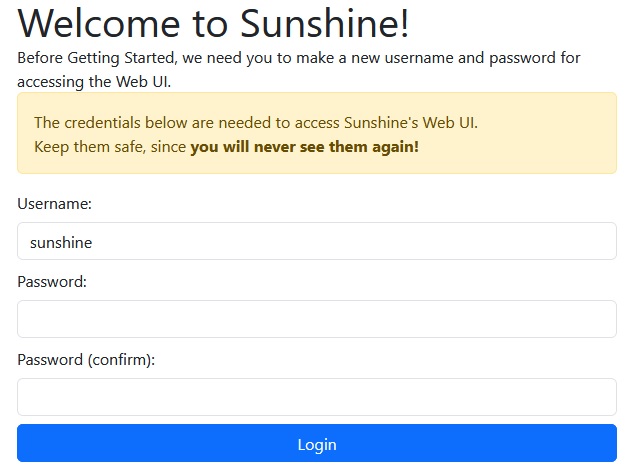 Welcome to Sunshine!
Before Getting Started, we need you to make a new username and password for
accessing the Web UI.
The credentials below are needed to access Sunshine's Web UI.
Keep them safe, since you will never see them again!
Username:
sunshine
Password:
Password (confirm):
Login